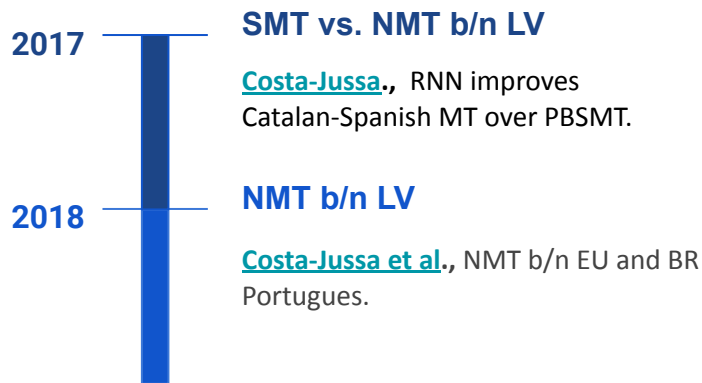 2017
SMT vs. NMT b/n LV
Costa-Jussa., RNN improves
Catalan-Spanish MT over PBSMT.
2018
NMT b/n LV
Costa-Jussa et al., NMT b/n EU and BR
Portugues.